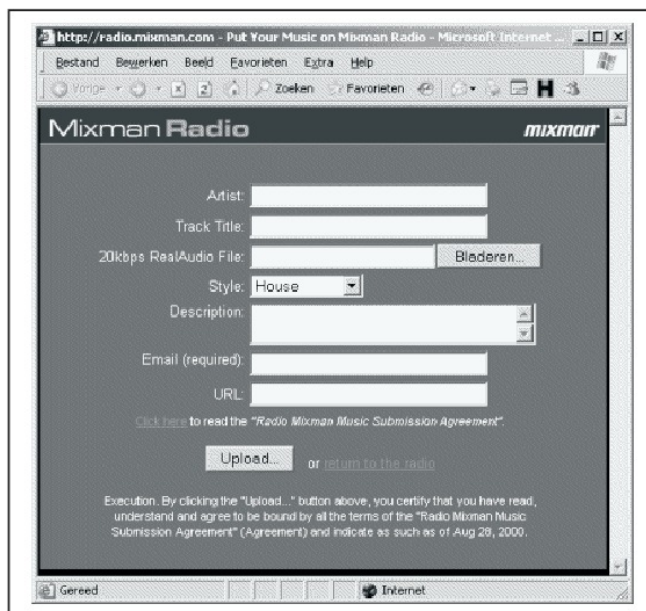 http://radio.mixman.com - Put Your Music on Mixman Radio - Microsoft Internet ...
Bestand Bewerken Beeld Favorieten Extra Help
Vorige Zoeken Favorieten
Mixman Radio mixman
Artist:
Track Title:
20kbps RealAudio File: Bladeren...
Style: House
Description:
Email (required):
URL:
Click here to read the "Radio Mixman Music Submission Agreement".
Upload... or return to the radio
Execution. By clicking the "Upload..." button above, you certify that you have read,
understand and agree to be bound by all the terms of the "Radio Mixman Music
Submission Agreement" (Agreement) and indicate as such as of Aug 28, 2000.
Gereed Internet